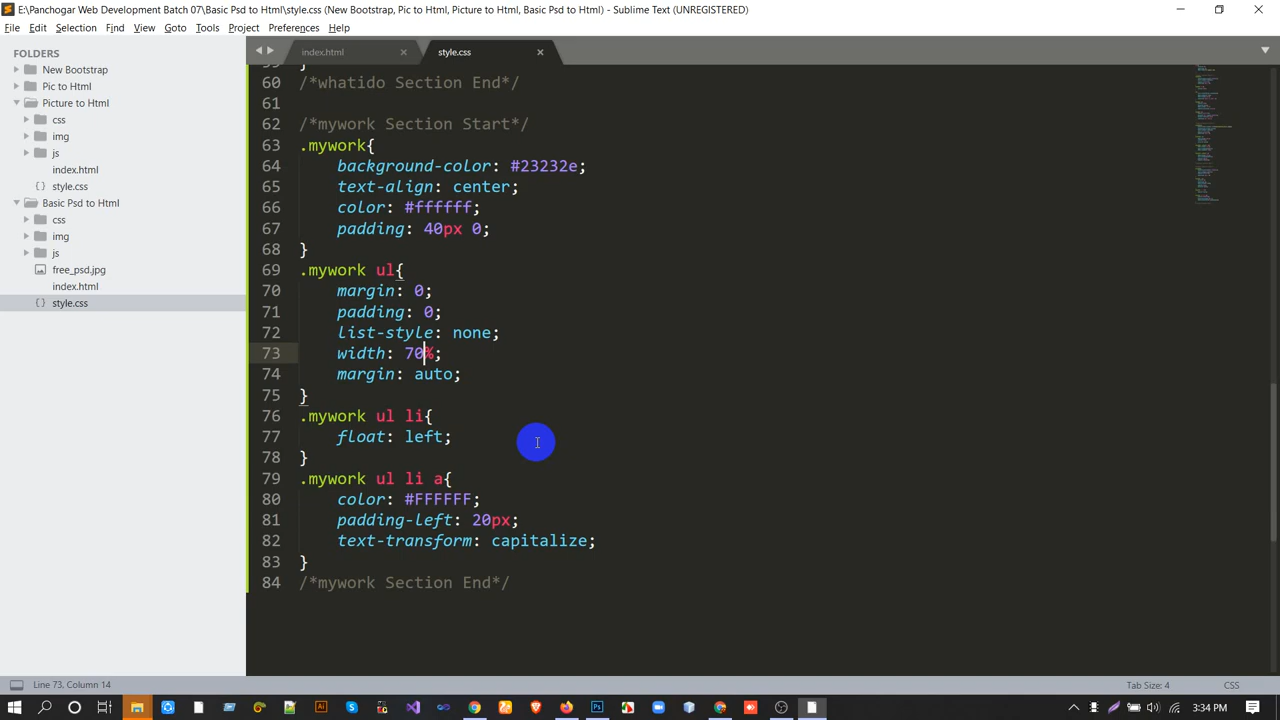 E:\Panchogar Web Development Batch 07\Basic Psd to Html\style.css (New Bootstrap, Pic to Html, Picture to Html, Basic Psd to Html) - Sublime Text (UNREGISTERED)
File Edit Selection Find View Goto Tools Project Preferences Help
FOLDERS
New Bootstrap
Pic to Html
Picture to Html
css
img
js
index.html
style.css
Basic Psd to Html
css
img
js
free_psd.jpg
index.html
style.css
index.html
style.css
59 }
60 /*whatido Section End*/
61
62 /*mywork Section Start*/
63 .mywork{
64 background-color: #23232e;
65 text-align: center;
66 color: #ffffff;
67 padding: 40px 0;
68 }
69 .mywork ul{
70 margin: 0;
71 padding: 0;
72 list-style: none;
73 width: 70%;
74 margin: auto;
75 }
76 .mywork ul li{
77 float: left;
78 }
79 .mywork ul li a{
80 color: #FFFFFF;
81 padding-left: 20px;
82 text-transform: capitalize;
83 }
84 /*mywork Section End*/
Line 73, Column 14
Tab Size: 4
CSS
3:34 PM